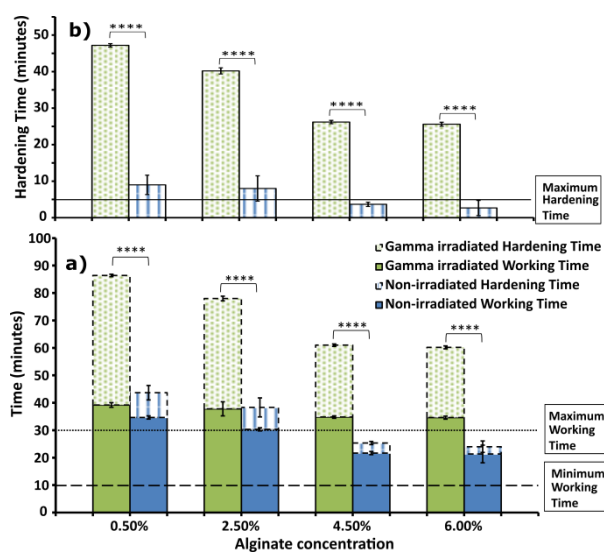 b)
Hardening Time (minutes)
50
40
30
20
10
0
****
****
****
****
Maximum
Hardening
Time
a)
Time (minutes)
100
90
80
70
60
50
40
30
20
10
0
****
****
****
****
Gamma irradiated Hardening Time
Gamma irradiated Working Time
Non-irradiated Hardening Time
Non-irradiated Working Time
Maximum
Working
Time
Minimum
Working
Time
0.50%
2.50%
4.50%
6.00%
Alginate concentration